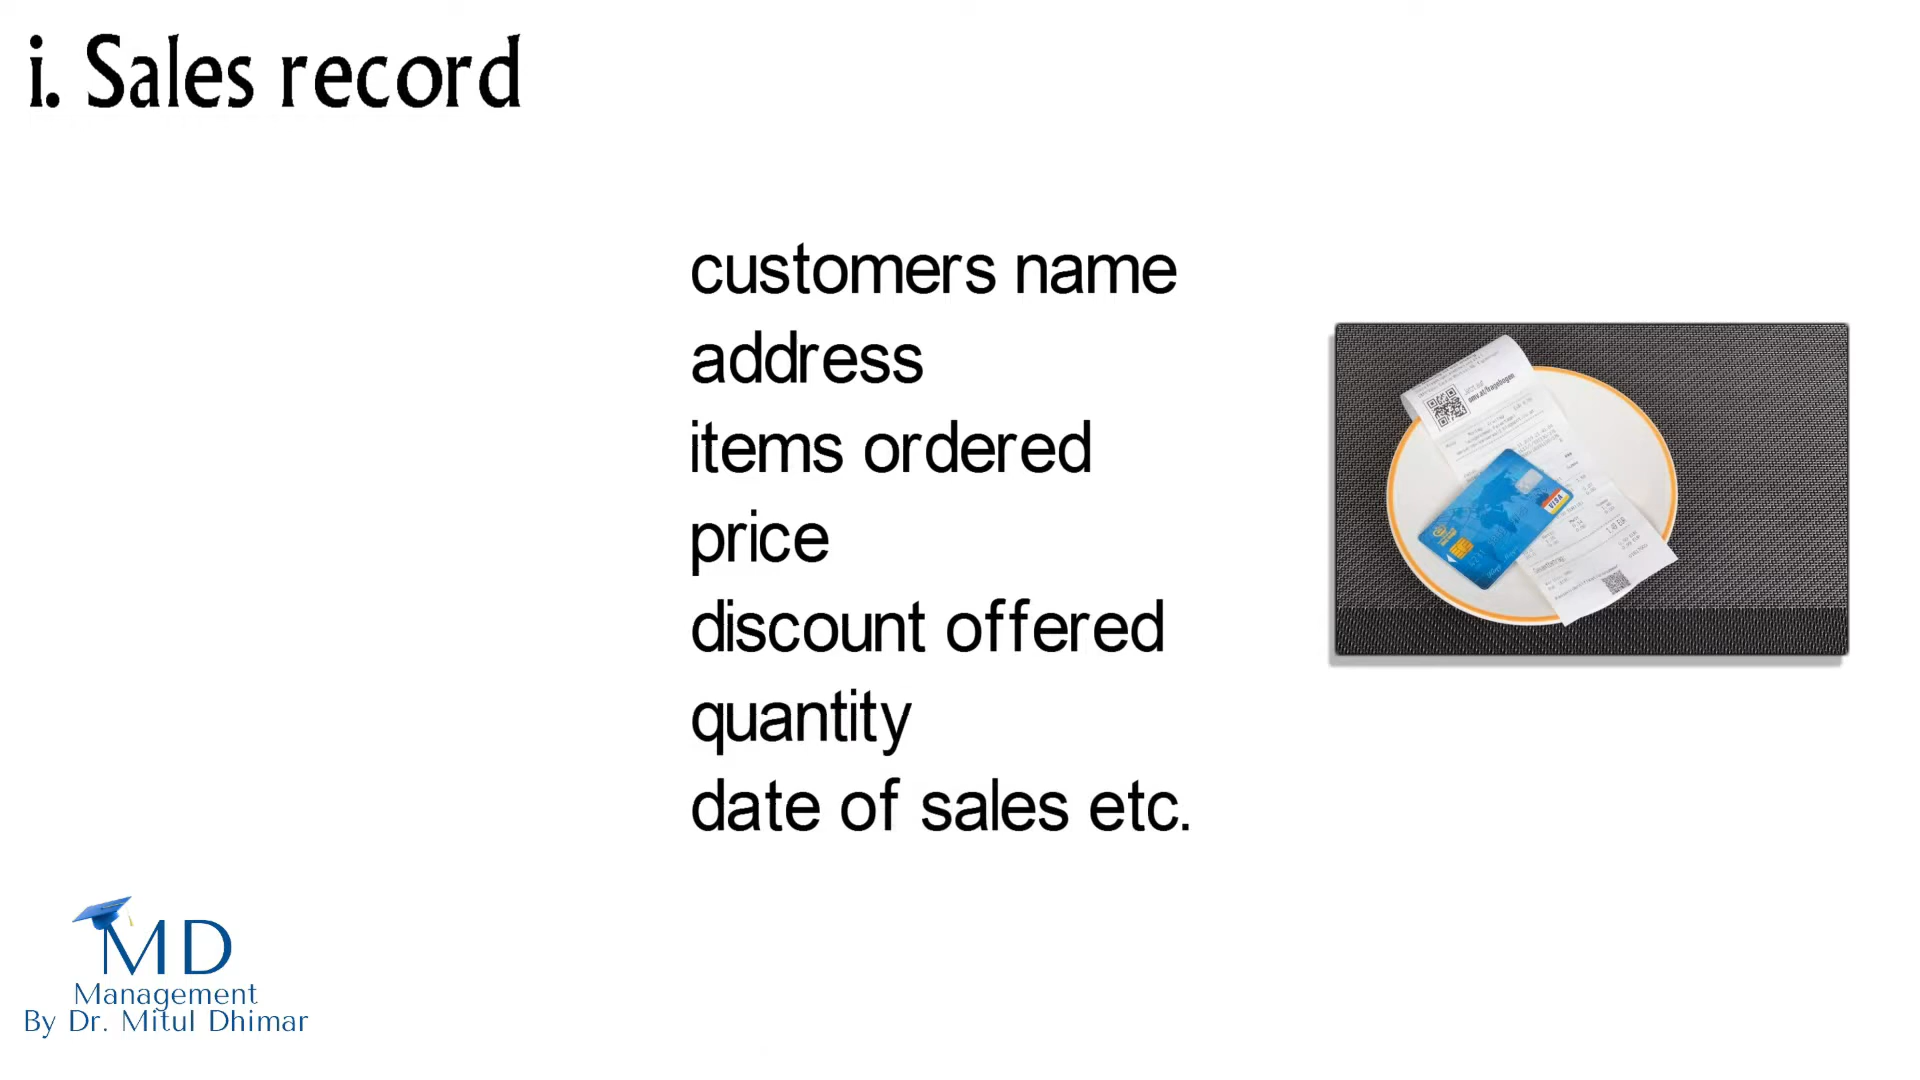 i. Sales record
customers name
address
items ordered
price
discount offered
quantity
date of sales etc.
VISA
MD
Management
By Dr. Mitul Dhimar